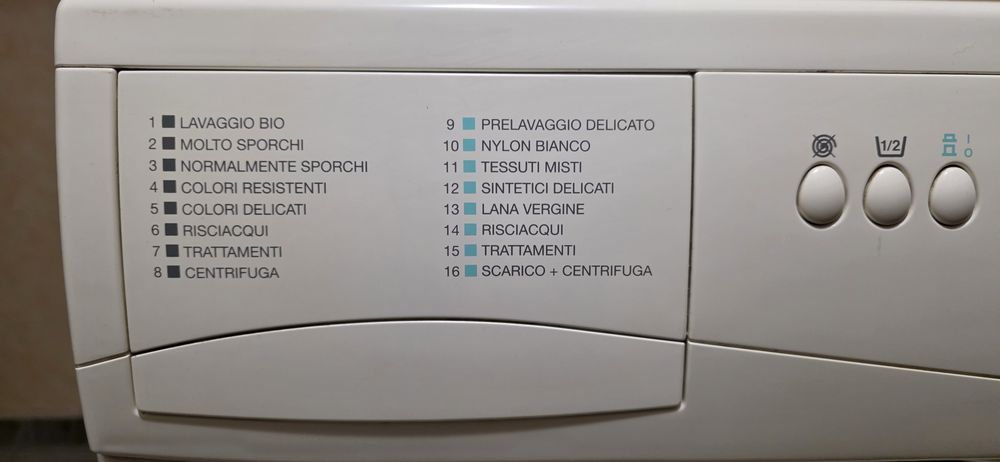 1 LAVAGGIO BIO
2 MOLTO SPORCHI
3 NORMALMENTE SPORCHI
4 COLORI RESISTENTI
5 COLORI DELICATI
6 RISCIACQUI
7 TRATTAMENTI
8 CENTRIFUGA
9 PRELAVAGGIO DELICATO
10 NYLON BIANCO
11 TESSUTI MISTI
12 SINTETICI DELICATI
13 LANA VERGINE
14 RISCIACQUI
15 TRATTAMENTI
16 SCARICO + CENTRIFUGA
1/2
I
O